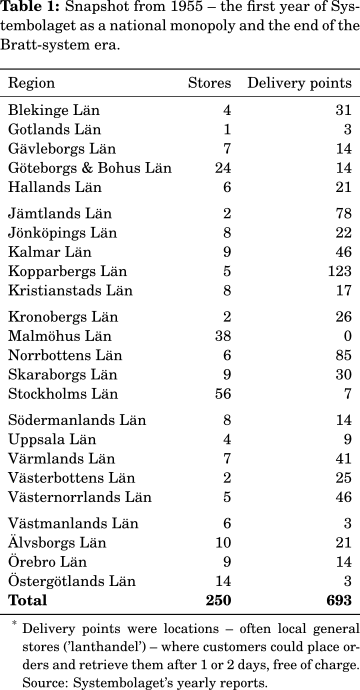 Table 1: Snapshot from 1955 – the first year of Sys-
tembolaget as a national monopoly and the end of the
Bratt-system era.
Region Stores Delivery points
Blekinge Län 4 31
Gotlands Län 1 3
Gävleborgs Län 7 14
Göteborgs & Bohus Län 24 14
Hallands Län 6 21
Jämtlands Län 2 78
Jönköpings Län 8 22
Kalmar Län 9 46
Kopparbergs Län 5 123
Kristianstads Län 8 17
Kronobergs Län 2 26
Malmöhus Län 38 0
Norrbottens Län 6 85
Skaraborgs Län 9 30
Stockholms Län 56 7
Södermanlands Län 8 14
Uppsala Län 4 9
Värmlands Län 7 41
Västerbottens Län 2 25
Västernorrlands Län 5 46
Västmanlands Län 6 3
Älvsborgs Län 10 21
Örebro Län 9 14
Östergötlands Län 14 3
Total 250 693
* Delivery points were locations – often local general
stores ('lanthandel') – where customers could place or-
ders and retrieve them after 1 or 2 days, free of charge.
Source: Systembolaget's yearly reports.